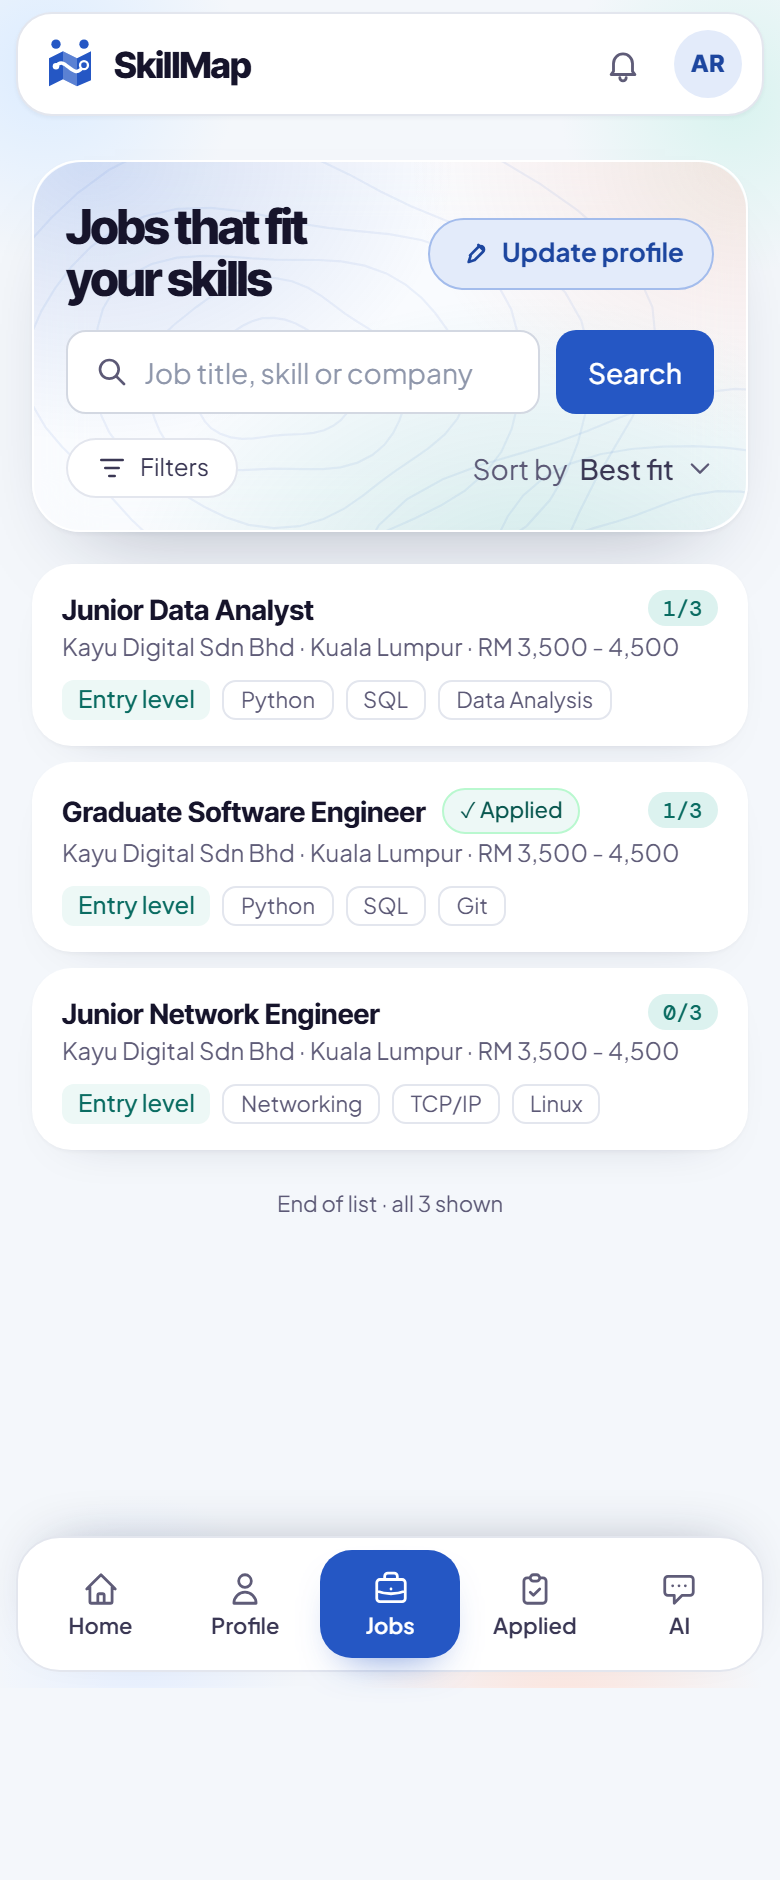 SkillMap
AR
Jobs that fit
your skills
Update profile
Job title, skill or company
Search
Filters
Sort by Best fit
Junior Data Analyst 1/3
Kayu Digital Sdn Bhd · Kuala Lumpur · RM 3,500 - 4,500
Entry level Python SQL Data Analysis
Graduate Software Engineer ✓ Applied 1/3
Kayu Digital Sdn Bhd · Kuala Lumpur · RM 3,500 - 4,500
Entry level Python SQL Git
Junior Network Engineer 0/3
Kayu Digital Sdn Bhd · Kuala Lumpur · RM 3,500 - 4,500
Entry level Networking TCP/IP Linux
End of list · all 3 shown
Home Profile Jobs Applied AI